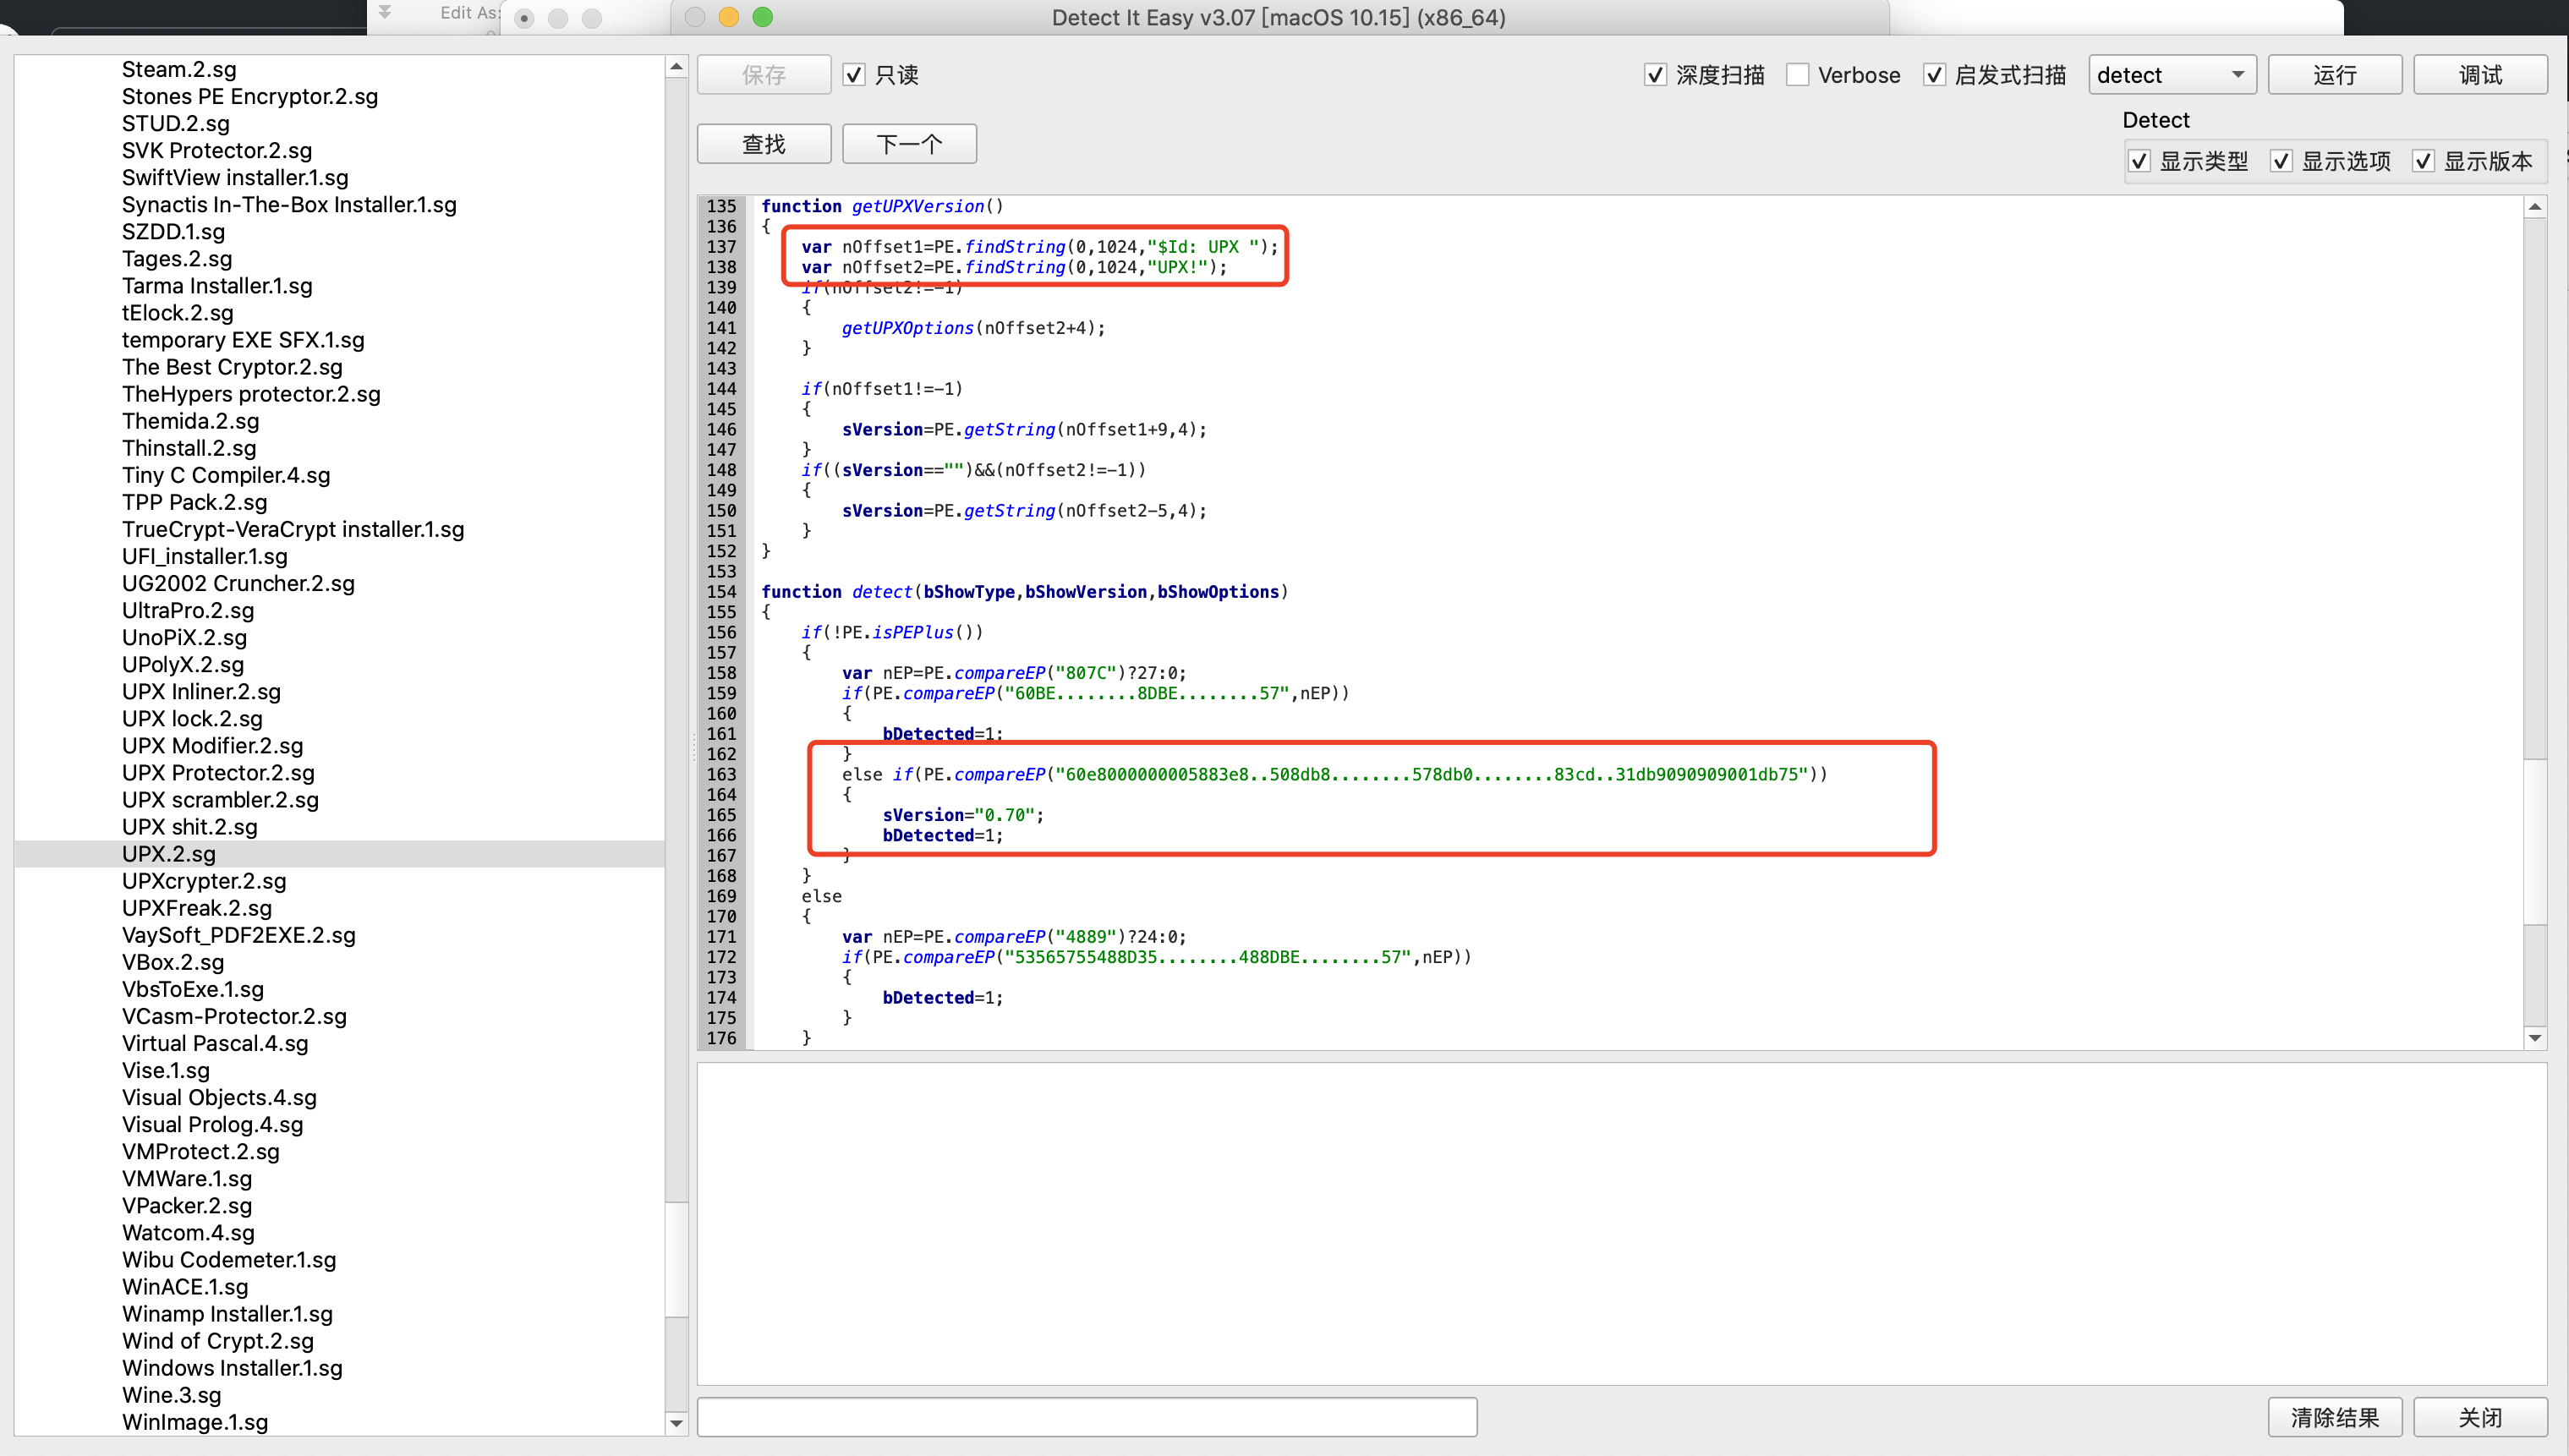 Edit As:
Detect It Easy v3.07 [macOS 10.15] (x86_64)
Steam.2.sg
Stones PE Encryptor.2.sg
STUD.2.sg
SVK Protector.2.sg
SwiftView installer.1.sg
Synactis In-The-Box Installer.1.sg
SZDD.1.sg
Tages.2.sg
Tarma Installer.1.sg
tElock.2.sg
temporary EXE SFX.1.sg
The Best Cryptor.2.sg
TheHypers protector.2.sg
Themida.2.sg
Thinstall.2.sg
Tiny C Compiler.4.sg
TPP Pack.2.sg
TrueCrypt-VeraCrypt installer.1.sg
UFI_installer.1.sg
UG2002 Cruncher.2.sg
UltraPro.2.sg
UnoPiX.2.sg
UPolyX.2.sg
UPX Inliner.2.sg
UPX lock.2.sg
UPX Modifier.2.sg
UPX Protector.2.sg
UPX scrambler.2.sg
UPX shit.2.sg
UPX.2.sg
UPXcrypter.2.sg
UPXFreak.2.sg
VaySoft_PDF2EXE.2.sg
VBox.2.sg
VbsToExe.1.sg
VCasm-Protector.2.sg
Virtual Pascal.4.sg
Vise.1.sg
Visual Objects.4.sg
Visual Prolog.4.sg
VMProtect.2.sg
VMWare.1.sg
VPacker.2.sg
Watcom.4.sg
Wibu Codemeter.1.sg
WinACE.1.sg
Winamp Installer.1.sg
Wind of Crypt.2.sg
Windows Installer.1.sg
Wine.3.sg
WinImage.1.sg
保存 只读 深度扫描 Verbose 启发式扫描 detect 运行 调试
查找 下一个
Detect
显示类型 显示选项 显示版本
135 function getUPXVersion()
136 {
137 var nOffset1=PE.findString(0,1024,"$Id: UPX ");
138 var nOffset2=PE.findString(0,1024,"UPX!");
139 if(nOffset2!=-1)
140 {
141 getUPXOptions(nOffset2+4);
142 }
143
144 if(nOffset1!=-1)
145 {
146 sVersion=PE.getString(nOffset1+9,4);
147 }
148 if((sVersion=="")&&(nOffset2!=-1))
149 {
150 sVersion=PE.getString(nOffset2-5,4);
151 }
152 }
153
154 function detect(bShowType,bShowVersion,bShowOptions)
155 {
156 if(!PE.isPEPlus())
157 {
158 var nEP=PE.compareEP("807C")?27:0;
159 if(PE.compareEP("60BE........8DBE........57",nEP))
160 {
161 bDetected=1;
162 }
163 else if(PE.compareEP("60e8000000005883e8..508db8........578db0........83cd..31db9090909001db75"))
164 {
165 sVersion="0.70";
166 bDetected=1;
167 }
168 }
169 else
170 {
171 var nEP=PE.compareEP("4889")?24:0;
172 if(PE.compareEP("53565755488D35........488DBE........57",nEP))
173 {
174 bDetected=1;
175 }
176 }
清除结果 关闭